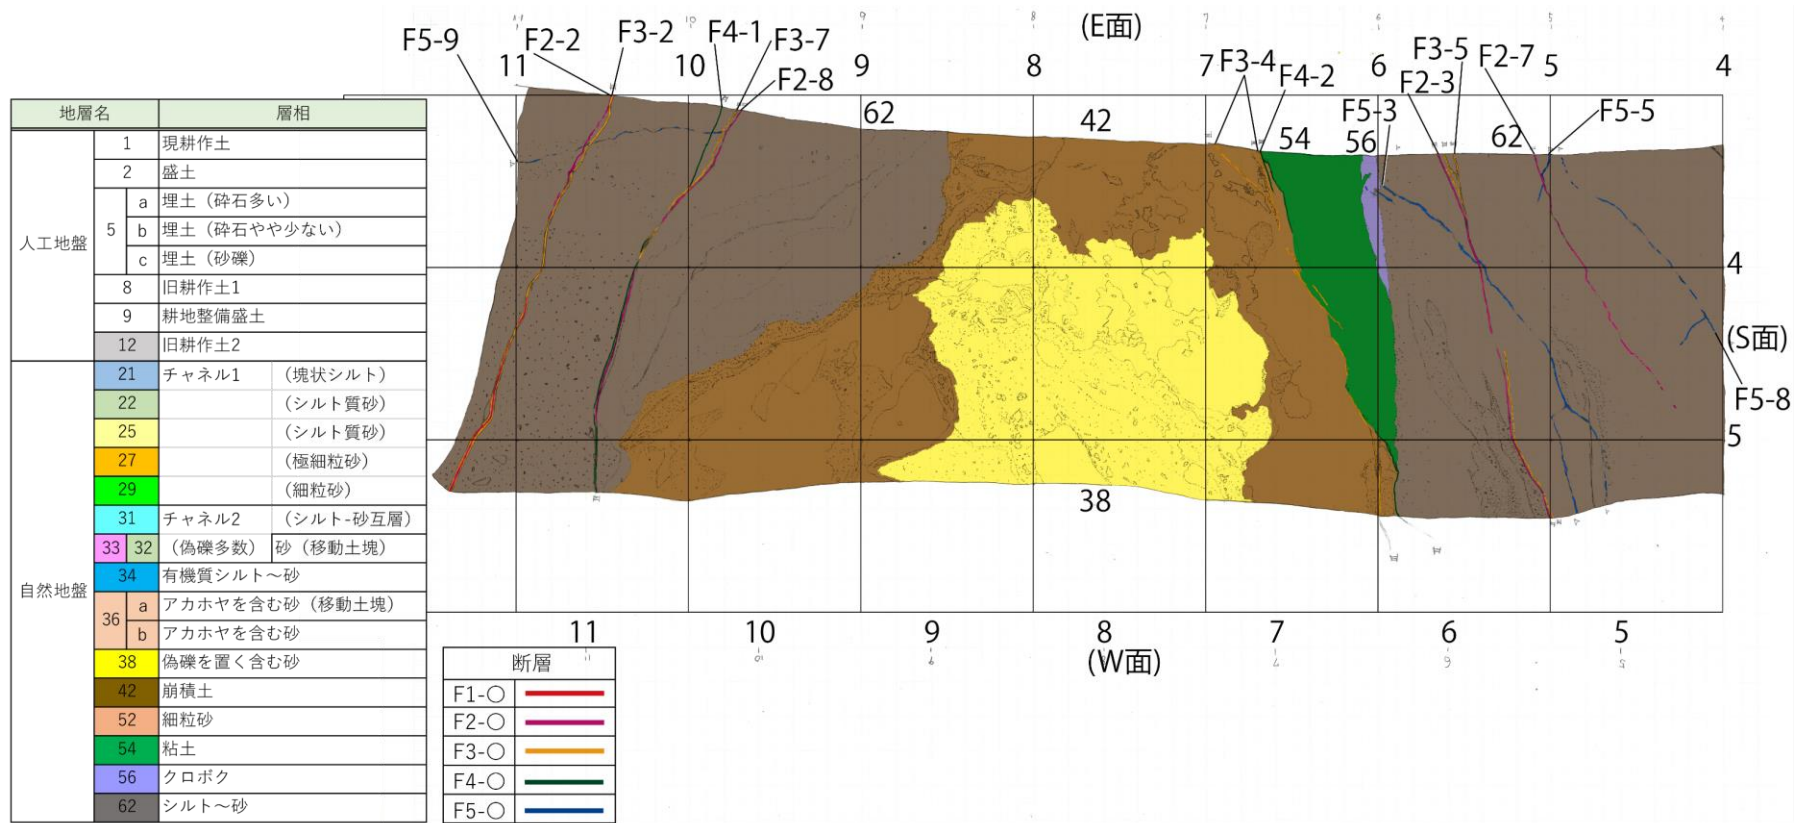 (E面)
F5-9
F2-2
F3-2
F4-1
F3-7
F2-8
F3-4
F4-2
F5-3
F3-5
F2-3
F2-7
F5-5
F5-8
11 10 9 8 7 6 5 4
62 42 54 56 62
38
4
(S面)
5
11 10 9 8 7 6 5
(W面)
地層名 層相
人工地盤
1 現耕作土
2 盛土
5 a 埋土（砕石多い）
b 埋土（砕石やや少ない）
c 埋土（砂礫）
8 旧耕作土1
9 耕地整備盛土
12 旧耕作土2
自然地盤
21 チャネル1 （塊状シルト）
22 （シルト質砂）
25 （シルト質砂）
27 （極細粒砂）
29 （細粒砂）
31 チャネル2 （シルト-砂互層）
33 32 （偽礫多数） 砂（移動土塊）
34 有機質シルト～砂
36 a アカホヤを含む砂（移動土塊）
b アカホヤを含む砂
38 偽礫を置く含む砂
42 崩積土
52 細粒砂
54 粘土
56 クロボク
62 シルト～砂
断層
F1-〇
F2-〇
F3-〇
F4-〇
F5-〇